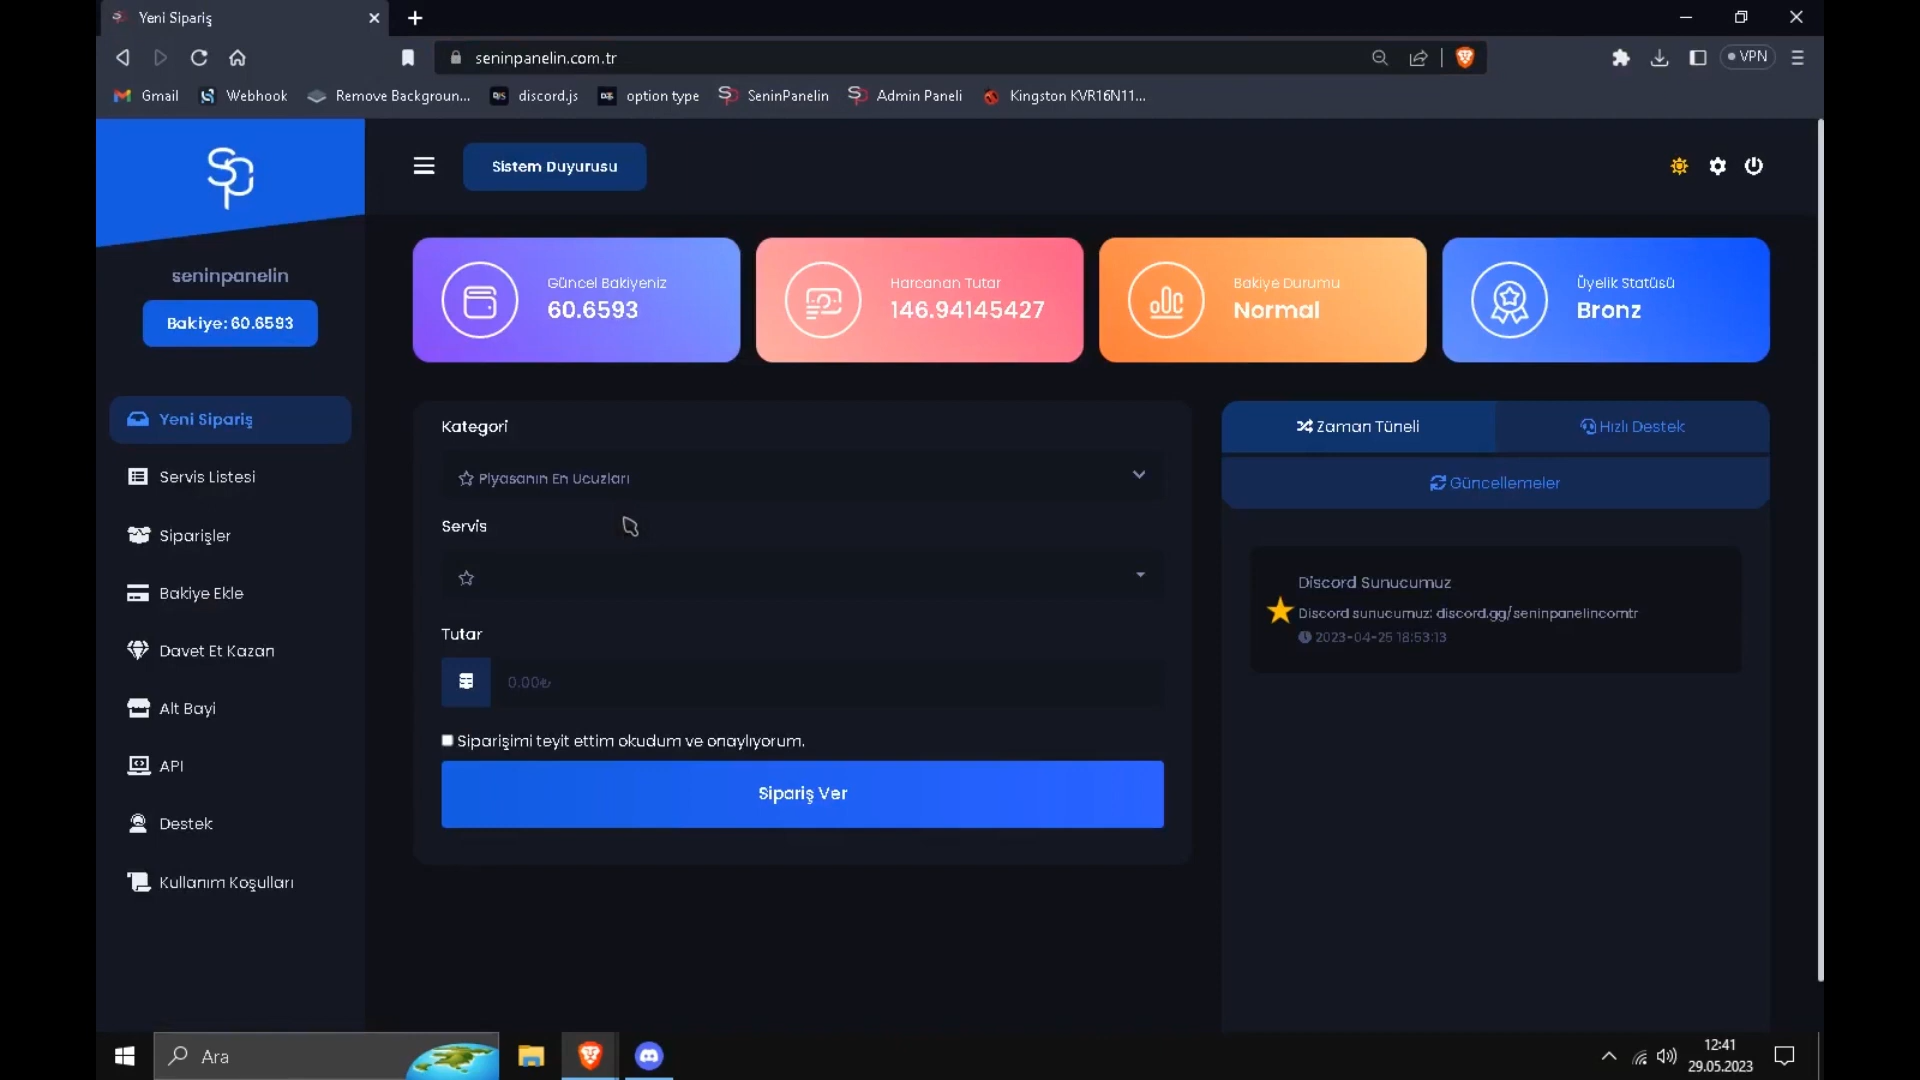 Yeni Sipariş
seninpanelin.com.tr
VPN
Gmail
Webhook
Remove Backgroun...
discord.js
option type
SeninPanelin
Admin Paneli
Kingston KVR16N11...
Sistem Duyurusu
seninpanelin
Bakiye: 60.6593
Güncel Bakiyeniz
60.6593
Harcanan Tutar
146.94145427
Bakiye Durumu
Normal
Üyelik Statüsü
Bronz
Yeni Sipariş
Servis Listesi
Siparişler
Bakiye Ekle
Davet Et Kazan
Alt Bayi
API
Destek
Kullanım Koşulları
Kategori
Piyasanın En Ucuzları
Servis
Tutar
0.00₺
Siparişimi teyit ettim okudum ve onaylıyorum.
Sipariş Ver
Zaman Tüneli
Hızlı Destek
Güncellemeler
Discord Sunucumuz
Discord sunucumuz: discord.gg/seninpanelincomtr
2023-04-25 18:53:13
Ara
12:41
29.05.2023